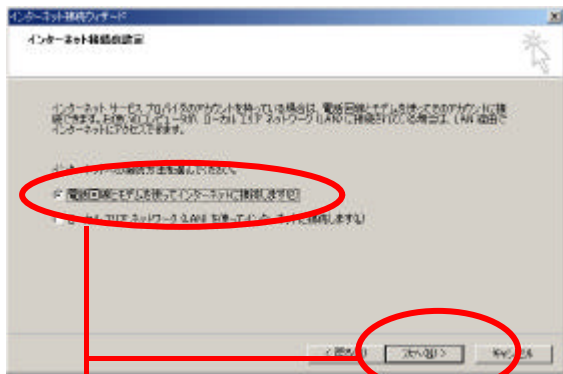 インターネット接続ウィザード
インターネット接続の設定
インターネット サービス プロバイダのアカウントを持っている場合は、電話回線とモデムを使ってそのアカウントに接
続できます。お使いのコンピュータが、ローカル エリア ネットワーク (LAN) に接続されている場合は、LAN 経由で
インターネットにアクセスできます。
インターネットへの接続方法を選んでください。
電話回線とモデムを使ってインターネットに接続します(P)
ローカル エリア ネットワーク (LAN) を使ってインターネットに接続します(L)
< 戻る(B)
次へ(N) >
キャンセル